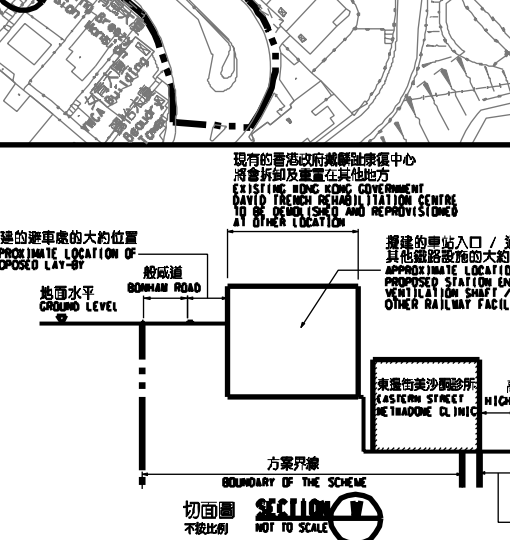 現有的香港政府戴麟趾康復中心
將會拆卸及重置在其他地方
EXISTING HONG KONG GOVERNMENT
DAVID TRENCH REHABILITATION CENTRE
TO BE DEMOLISHED AND REPROVISIONED
AT OTHER LOCATION
建的避車處的大約位置
PROXIMATE LOCATION OF
OPOSED LAY-BY
般咸道
BONHAM ROAD
地面水平
GROUND LEVEL
擬建的車站入口 /
其他鐵路設施的大約
APPROXIMATE LOCATIO
PROPOSED STATION EN
VENTILATION SHAFT /
OTHER RAILWAY FACIL
東邊街美沙酮診所
EASTERN STREET
METHADONE CLINIC
HIGH
方案界線
BOUNDARY OF THE SCHEME
切面圖
不按比例
SECTION
NOT TO SCALE